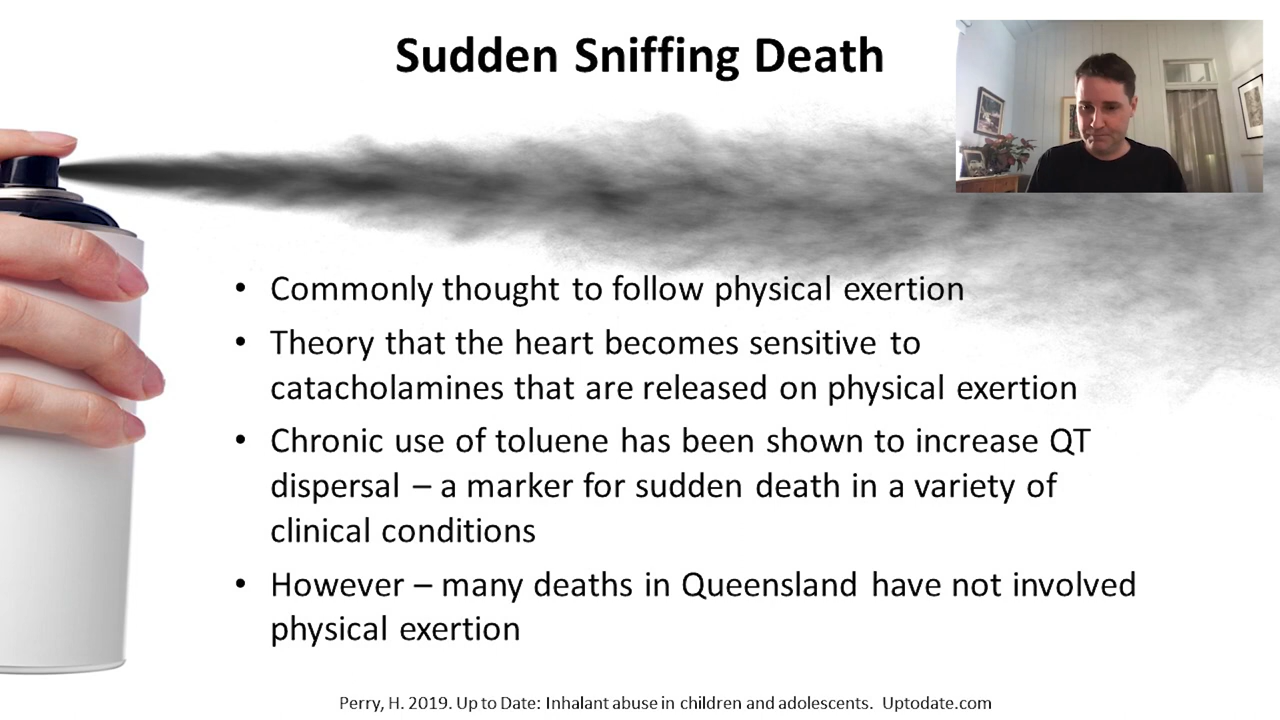 Sudden Sniffing Death
• Commonly thought to follow physical exertion
• Theory that the heart becomes sensitive to
catacholamines that are released on physical exertion
• Chronic use of toluene has been shown to increase QT
dispersal – a marker for sudden death in a variety of
clinical conditions
• However – many deaths in Queensland have not involved
physical exertion
Perry, H. 2019. Up to Date: Inhalant abuse in children and adolescents. Uptodate.com